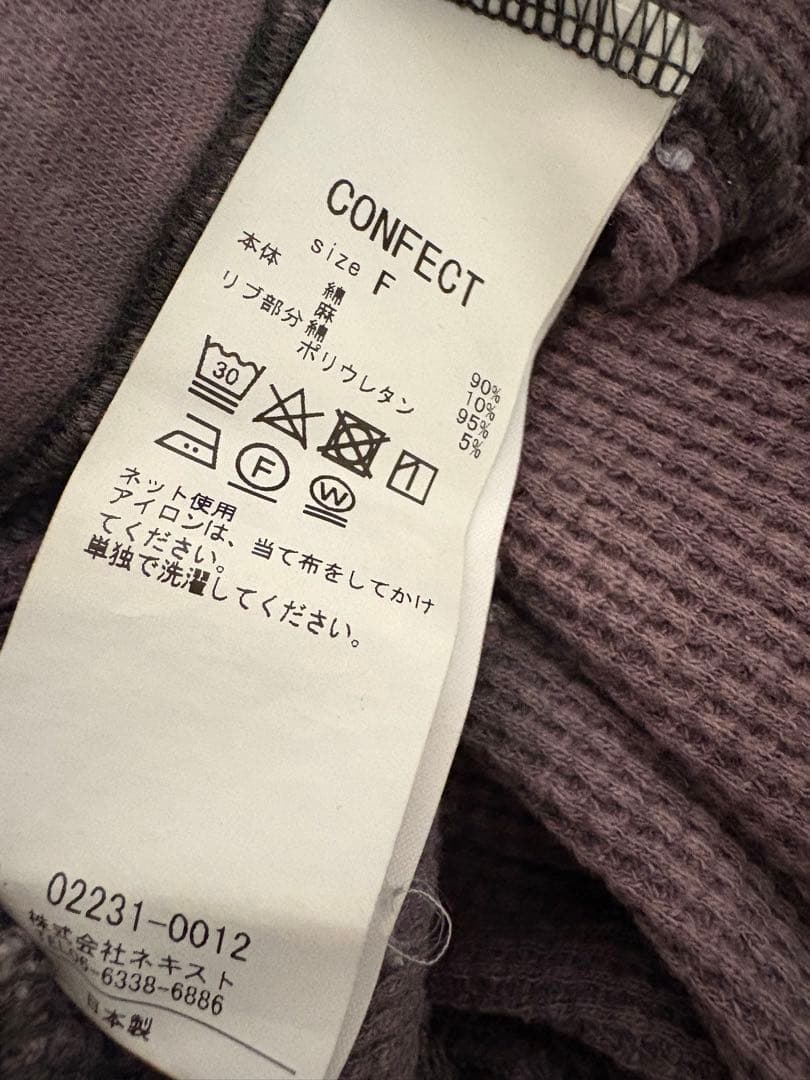 CONFECT
size F
本体 綿 90%
麻 10%
リブ部分 綿 95%
ポリウレタン 5%
30
F
W
ネット使用
アイロンは、当て布をしてかけ
てください。
単独で洗濯してください。
02231-0012
株式会社ネキスト
TEL06-6338-6886
日本製